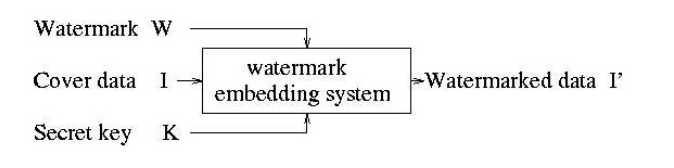 Watermark W
Cover data I
Secret key K
watermark
embedding system
Watermarked data I’